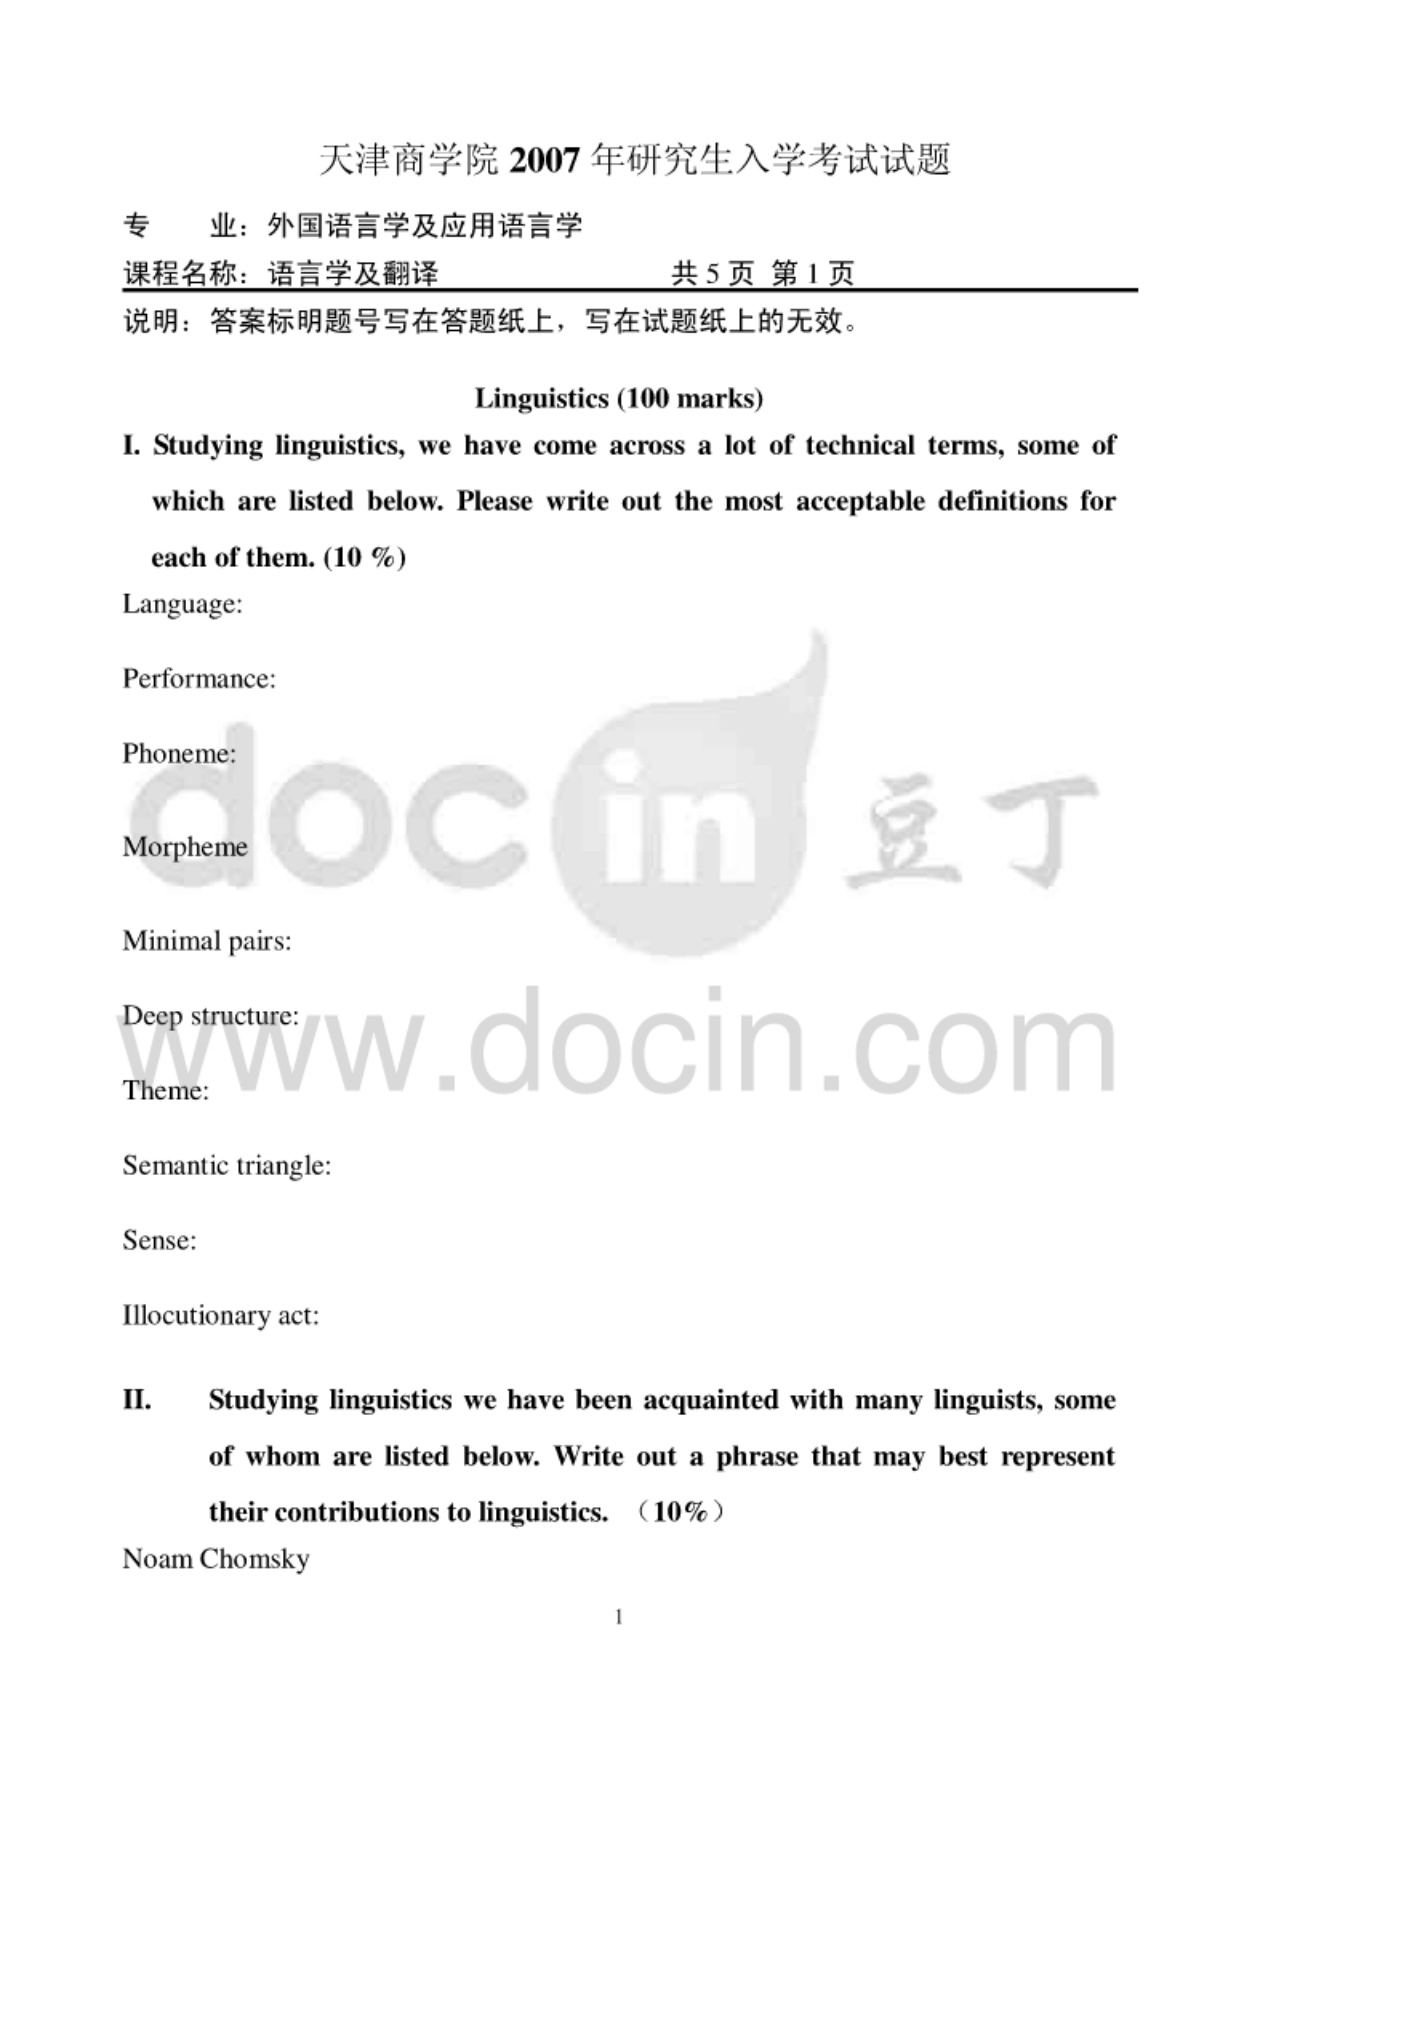 天津商学院 2007 年研究生入学考试试题
专 业：外国语言学及应用语言学
课程名称：语言学及翻译 共 5 页 第 1 页
说明：答案标明题号写在答题纸上，写在试题纸上的无效。
Linguistics (100 marks)
I. Studying linguistics, we have come across a lot of technical terms, some of
which are listed below. Please write out the most acceptable definitions for
each of them. (10 %)
Language:
Performance:
Phoneme:
docin 豆丁
Morpheme
Minimal pairs:
Deep structure:
www.docin.com
Theme:
Semantic triangle:
Sense:
Illocutionary act:
II. Studying linguistics we have been acquainted with many linguists, some
of whom are listed below. Write out a phrase that may best represent
their contributions to linguistics. （10%）
Noam Chomsky
1